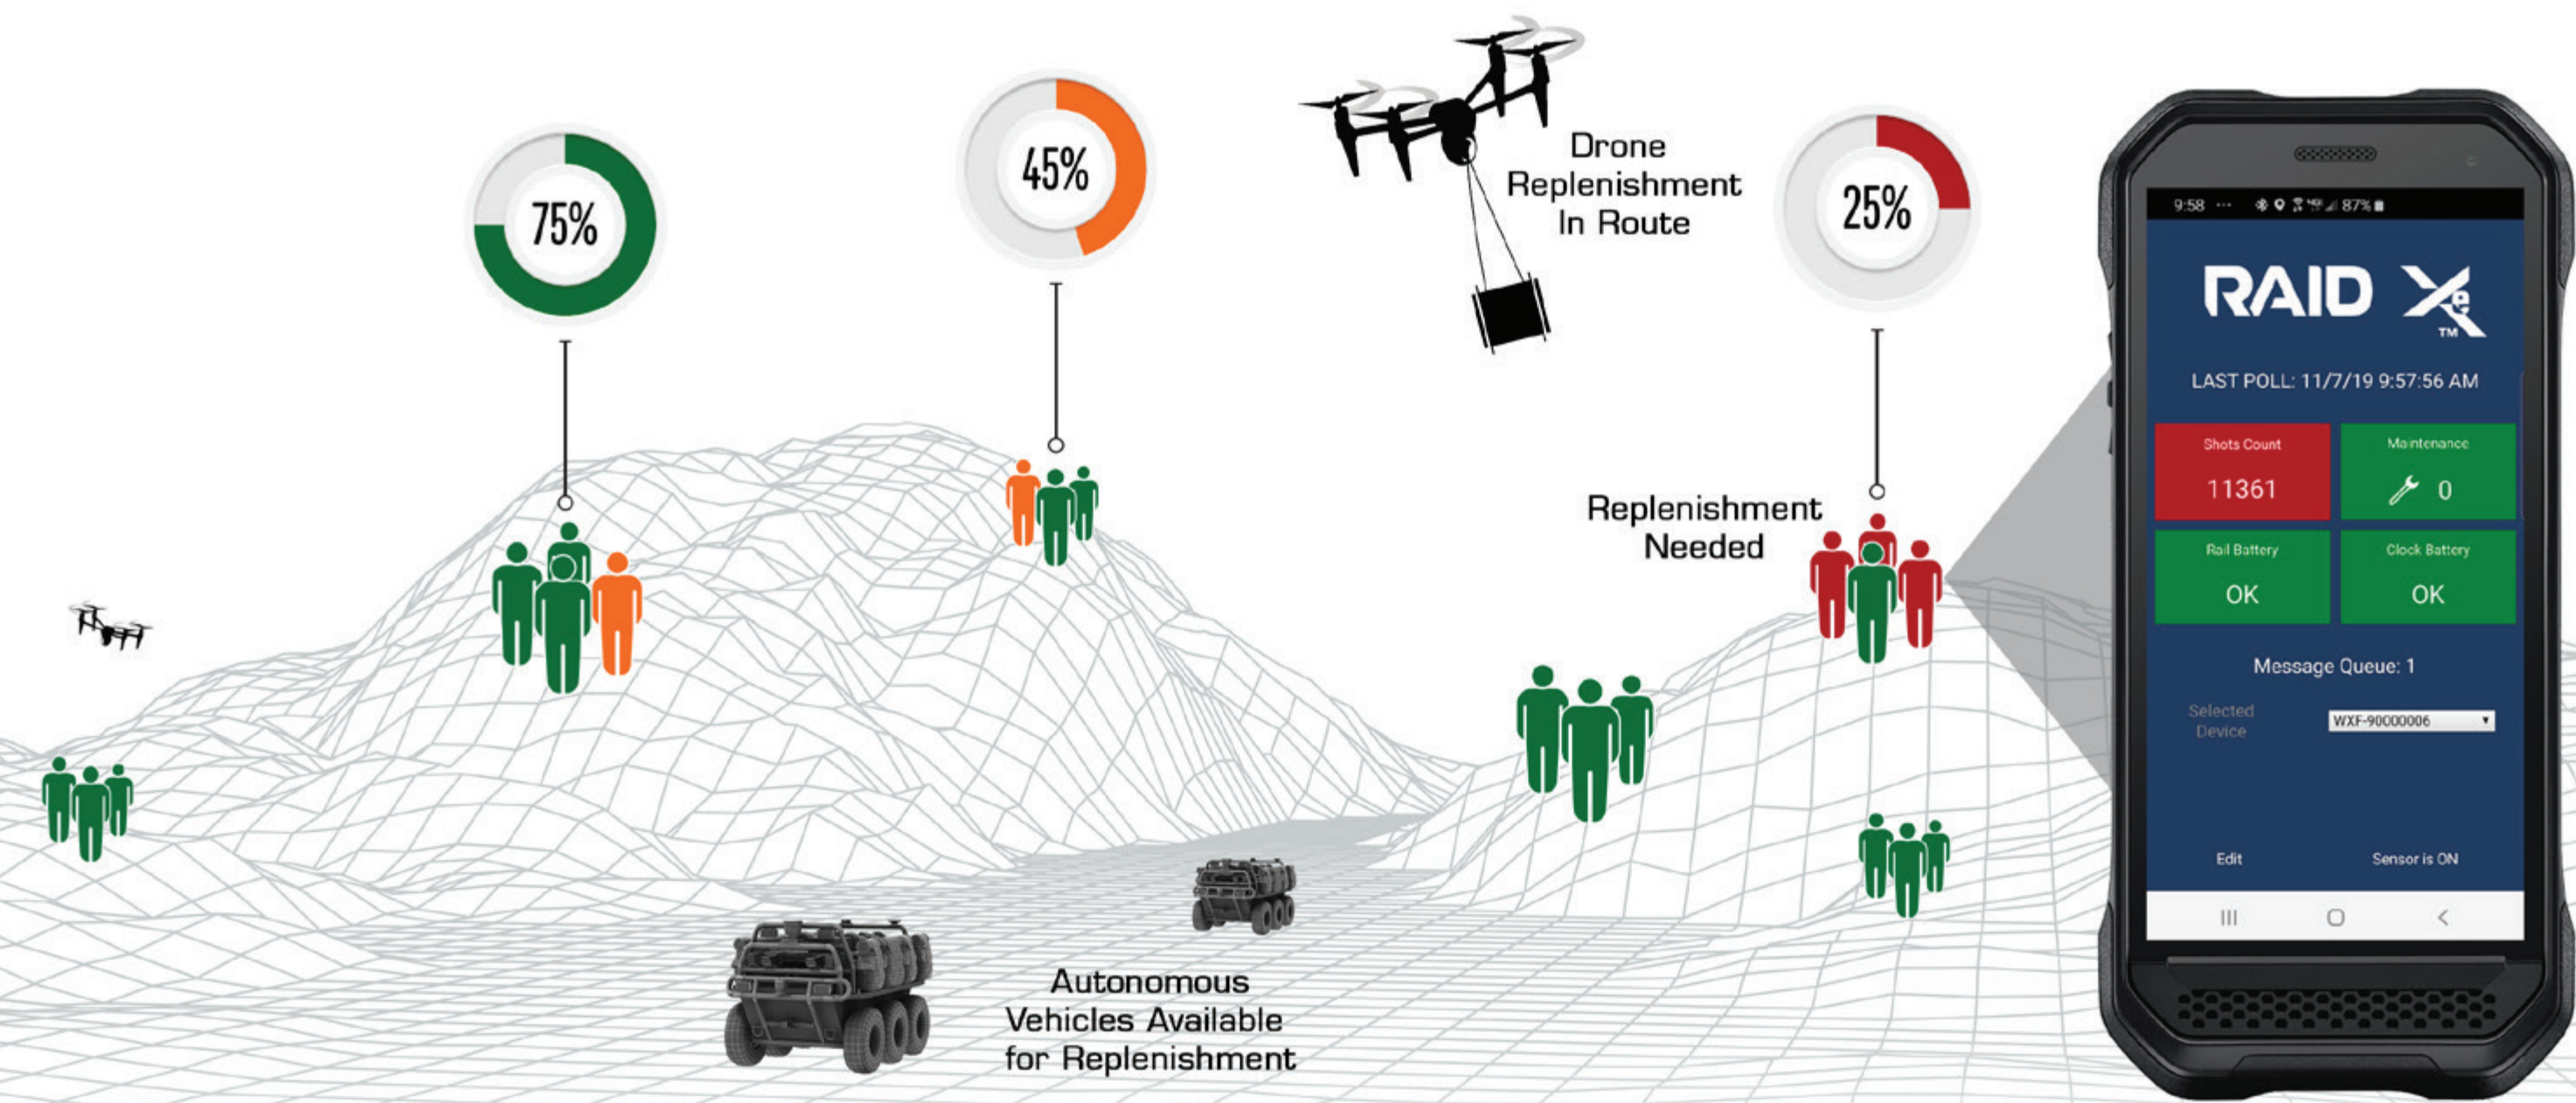 75%
45%
Drone
Replenishment
In Route
25%
Replenishment
Needed
Autonomous
Vehicles Available
for Replenishment
9:58 ··· 87%
RAID Xe
TM
LAST POLL: 11/7/19 9:57:56 AM
Shots Count
11361
Maintenance
0
Rail Battery
OK
Clock Battery
OK
Message Queue: 1
Selected
Device
WXF-90000006
Edit
Sensor is ON